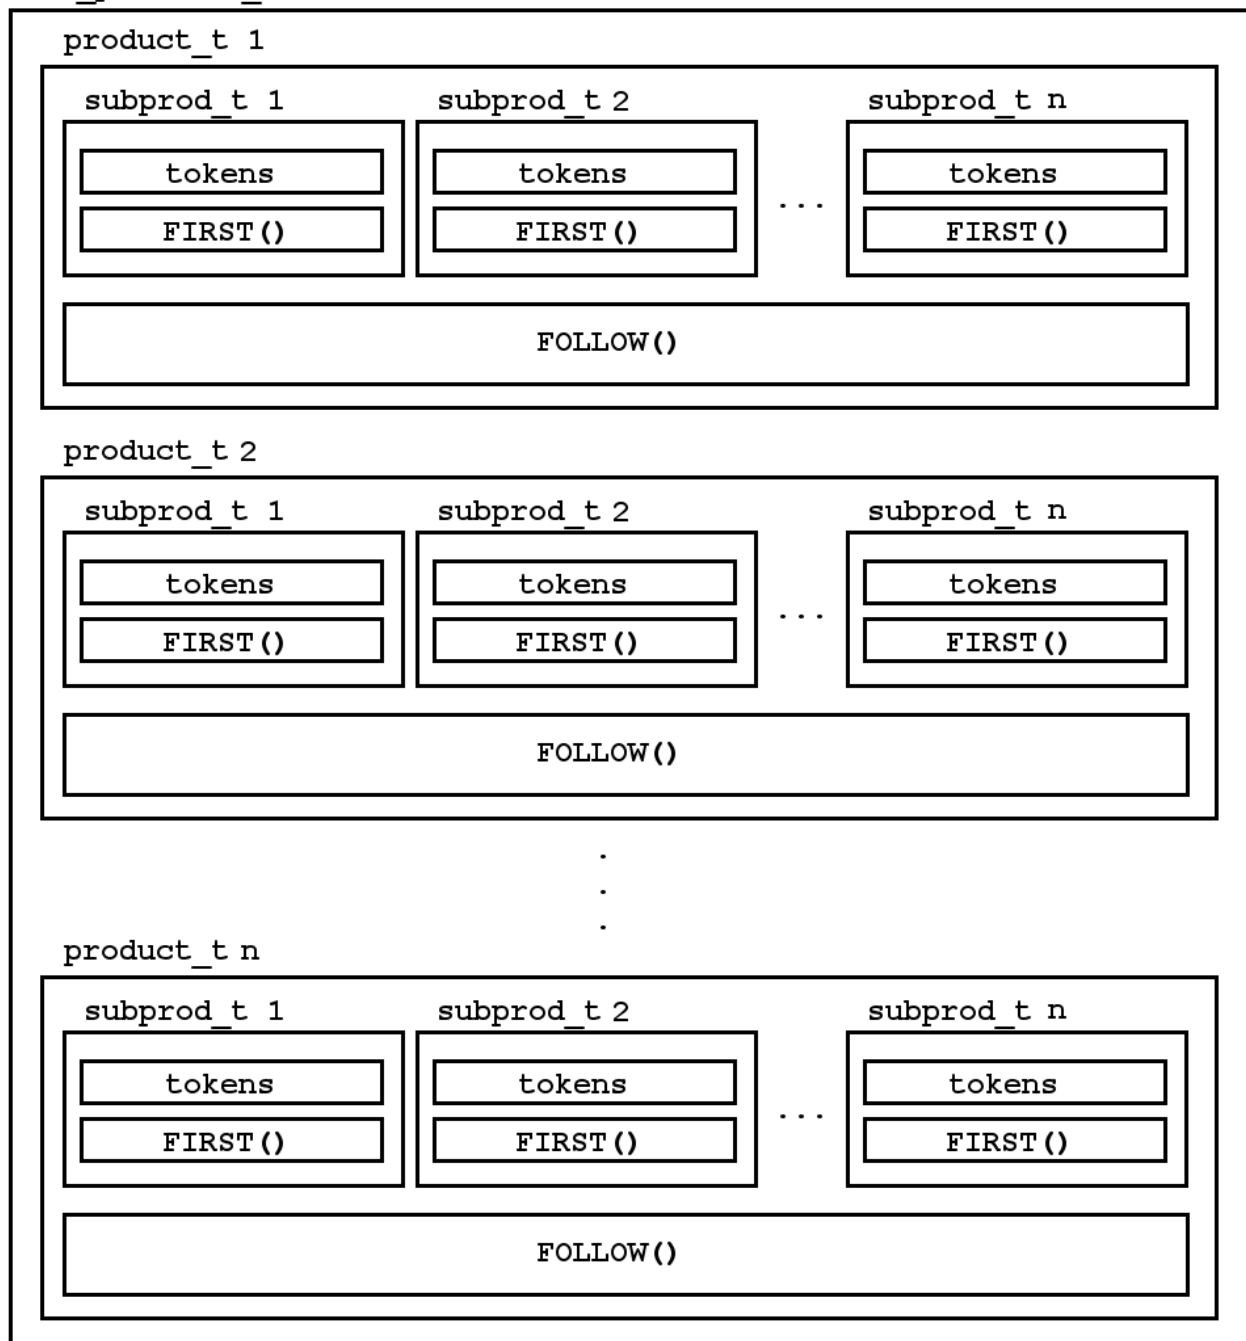 product_t 1
subprod_t 1 subprod_t 2 subprod_t n
tokens tokens tokens
...
FIRST() FIRST() FIRST()
FOLLOW()
product_t 2
subprod_t 1 subprod_t 2 subprod_t n
tokens tokens tokens
...
FIRST() FIRST() FIRST()
FOLLOW()
.
.
.
product_t n
subprod_t 1 subprod_t 2 subprod_t n
tokens tokens tokens
...
FIRST() FIRST() FIRST()
FOLLOW()